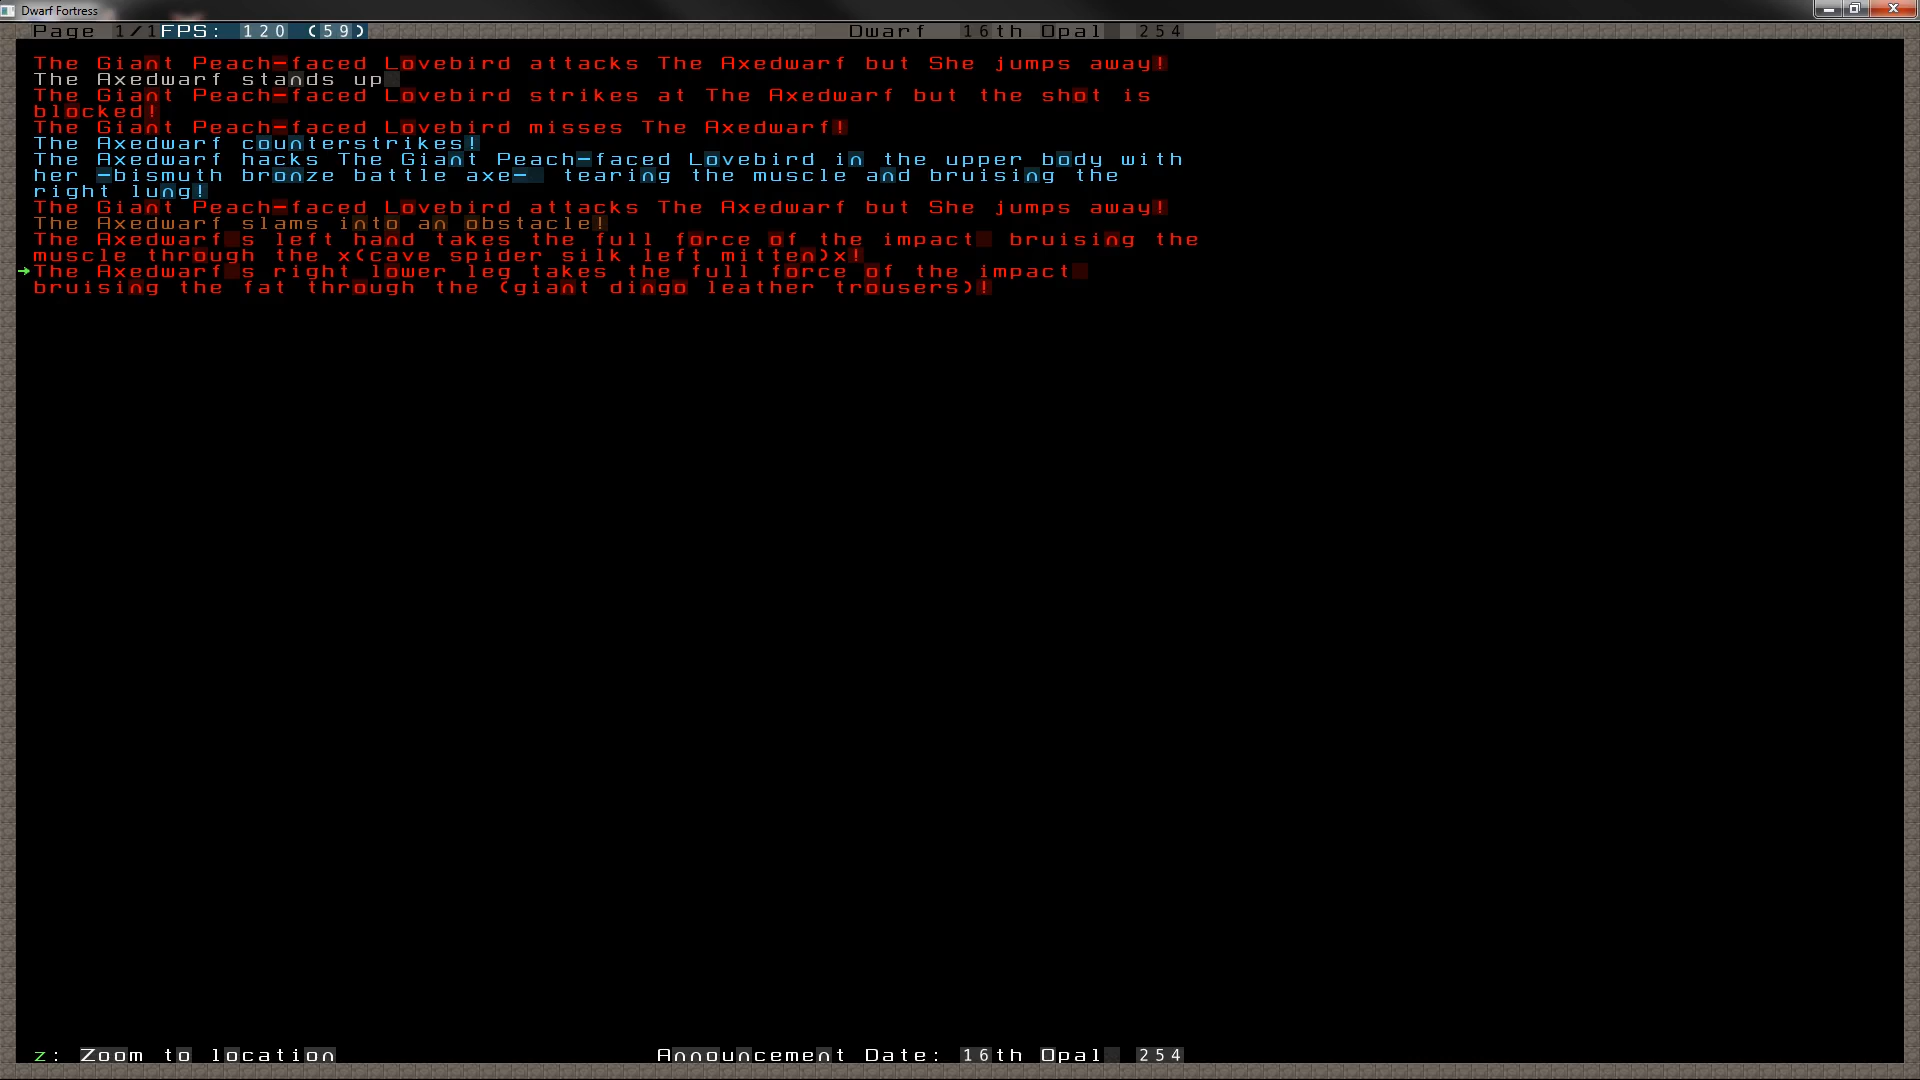 Dwarf Fortress
Page 1/1FPS: 120 (59) Dwarf 16th Opal 254
The Giant Peach-faced Lovebird attacks The Axedwarf but She jumps away!
The Axedwarf stands up
The Giant Peach-faced Lovebird strikes at The Axedwarf but the shot is
blocked!
The Giant Peach-faced Lovebird misses The Axedwarf!
The Axedwarf counterstrikes!
The Axedwarf hacks The Giant Peach-faced Lovebird in the upper body with
her -bismuth bronze battle axe- tearing the muscle and bruising the
right lung!
The Giant Peach-faced Lovebird attacks The Axedwarf but She jumps away!
The Axedwarf slams into an obstacle!
The Axedwarf s left hand takes the full force of the impact bruising the
muscle through the x(cave spider silk left mitten)x!
The Axedwarf s right lower leg takes the full force of the impact
bruising the fat through the (giant dingo leather trousers)!
z: Zoom to location Announcement Date: 16th Opal 254